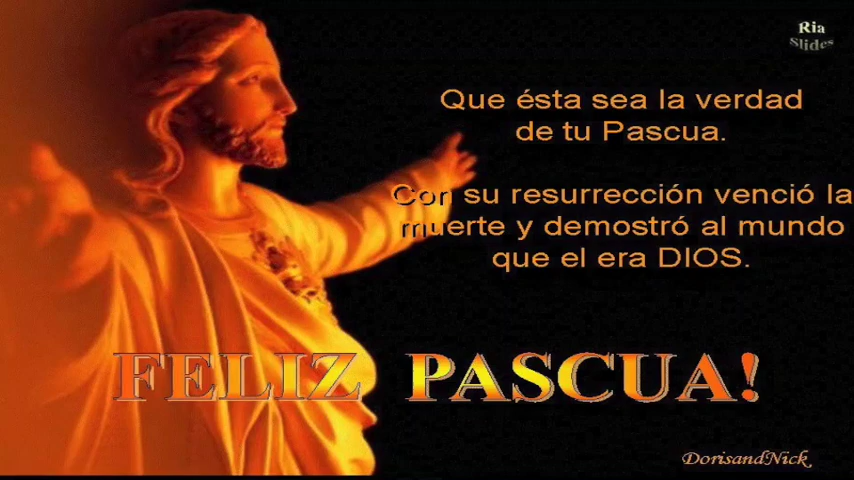 Ria
Slides
Que ésta sea la verdad
de tu Pascua.
Con su resurrección venció la
muerte y demostró al mundo
que el era DIOS.
FELIZ PASCUA!
DorisandNick